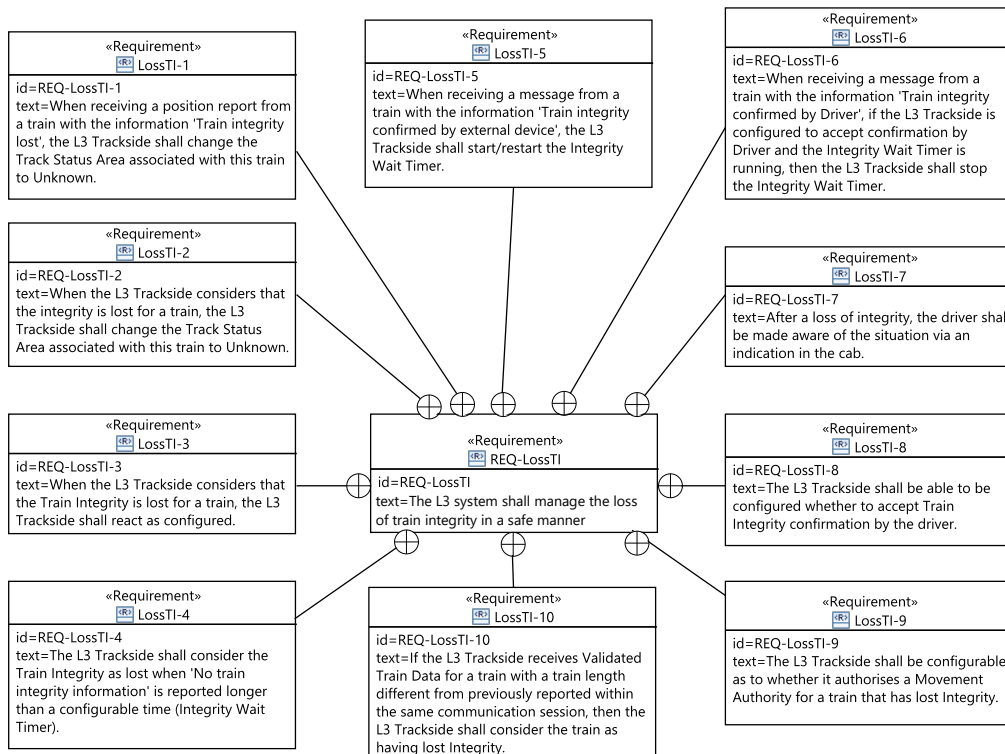 «Requirement»
LossTI-1
id=REQ-LossTI-1
text=When receiving a position report from
a train with the information 'Train integrity
lost', the L3 Trackside shall change the
Track Status Area associated with this train
to Unknown.
«Requirement»
LossTI-5
id=REQ-LossTI-5
text=When receiving a message from a
train with the information 'Train integrity
confirmed by external device', the L3
Trackside shall start/restart the Integrity
Wait Timer.
«Requirement»
LossTI-6
id=REQ-LossTI-6
text=When receiving a message from a
train with the information 'Train integrity
confirmed by Driver', if the L3 Trackside is
configured to accept confirmation by
Driver and the Integrity Wait Timer is
running, then the L3 Trackside shall stop
the Integrity Wait Timer.
«Requirement»
LossTI-2
id=REQ-LossTI-2
text=When the L3 Trackside considers that
the integrity is lost for a train, the L3
Trackside shall change the Track Status
Area associated with this train to Unknown.
«Requirement»
LossTI-7
id=REQ-LossTI-7
text=After a loss of integrity, the driver shal
be made aware of the situation via an
indication in the cab.
«Requirement»
LossTI-3
id=REQ-LossTI-3
text=When the L3 Trackside considers that
the Train Integrity is lost for a train, the L3
Trackside shall react as configured.
«Requirement»
REQ-LossTI
id=REQ-LossTI
text=The L3 system shall manage the loss
of train integrity in a safe manner
«Requirement»
LossTI-8
id=REQ-LossTI-8
text=The L3 Trackside shall be able to be
configured whether to accept Train
Integrity confirmation by the driver.
«Requirement»
LossTI-4
id=REQ-LossTI-4
text=The L3 Trackside shall consider the
Train Integrity as lost when 'No train
integrity information' is reported longer
than a configurable time (Integrity Wait
Timer).
«Requirement»
LossTI-10
id=REQ-LossTI-10
text=If the L3 Trackside receives Validated
Train Data for a train with a train length
different from previously reported within
the same communication session, then the
L3 Trackside shall consider the train as
having lost Integrity.
«Requirement»
LossTI-9
id=REQ-LossTI-9
text=The L3 Trackside shall be configurable
as to whether it authorises a Movement
Authority for a train that has lost Integrity.